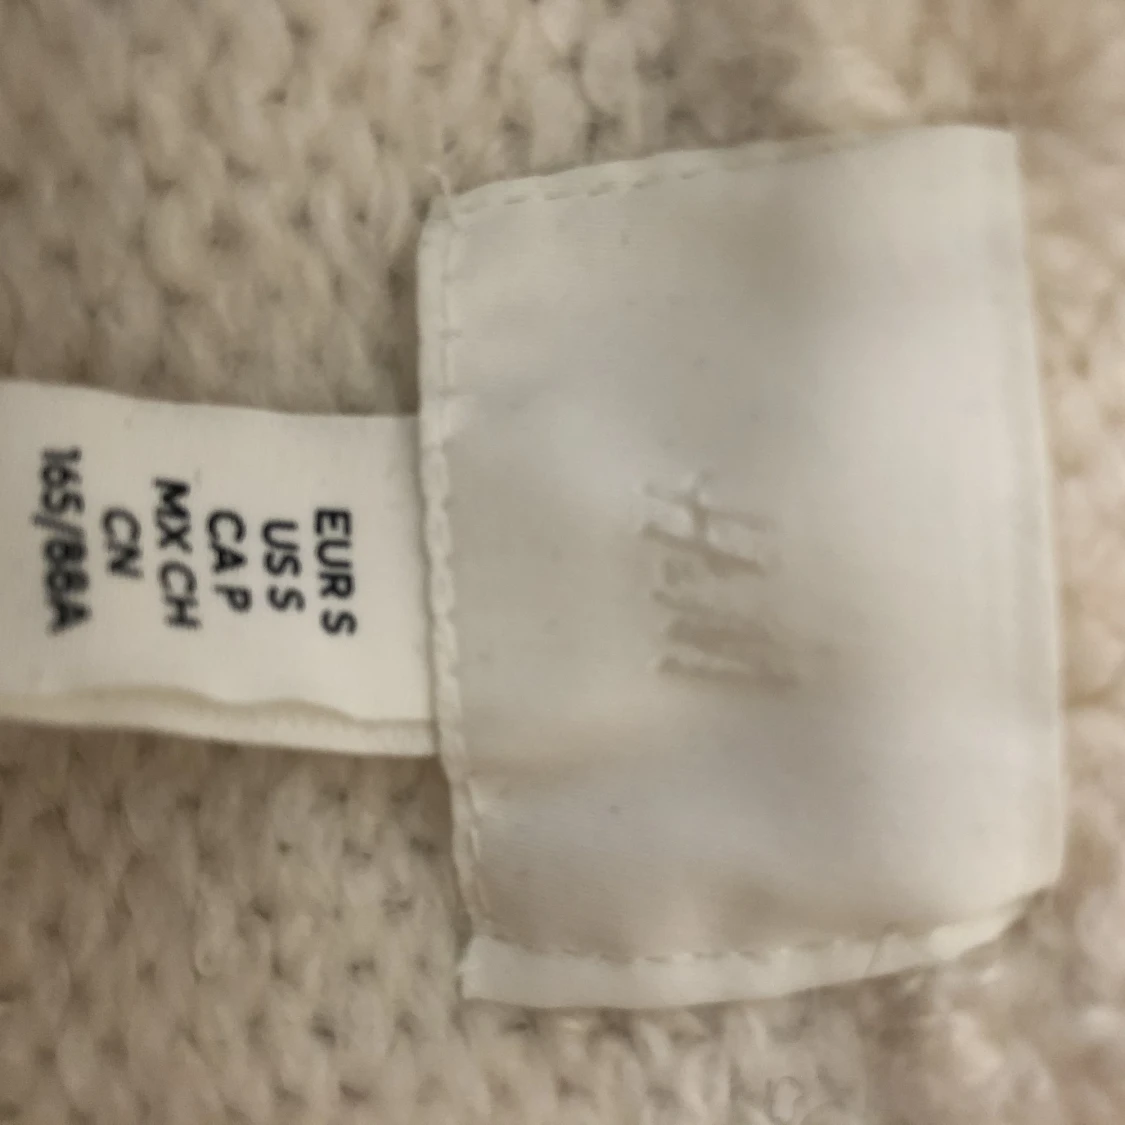 H&M
EUR S
US S
CA P
MX CH
CN
165/88A